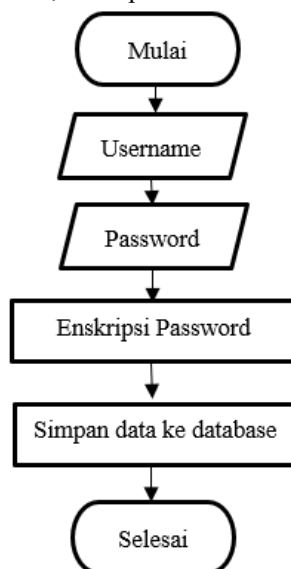 Mulai
Username
Password
Enskripsi Password
Simpan data ke database
Selesai